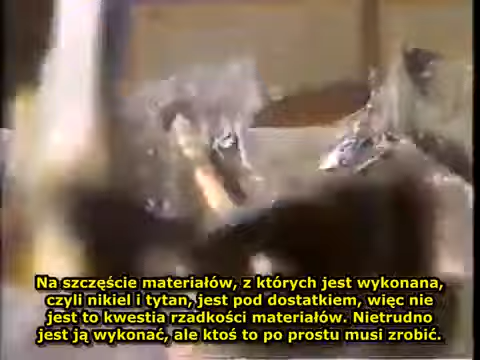 Na szczęście materiałów, z których jest wykonana,
czyli nikiel i tytan, jest pod dostatkiem, więc nie
jest to kwestia rzadkości materiałów. Nietrudno
jest ją wykonać, ale ktoś to po prostu musi zrobić.